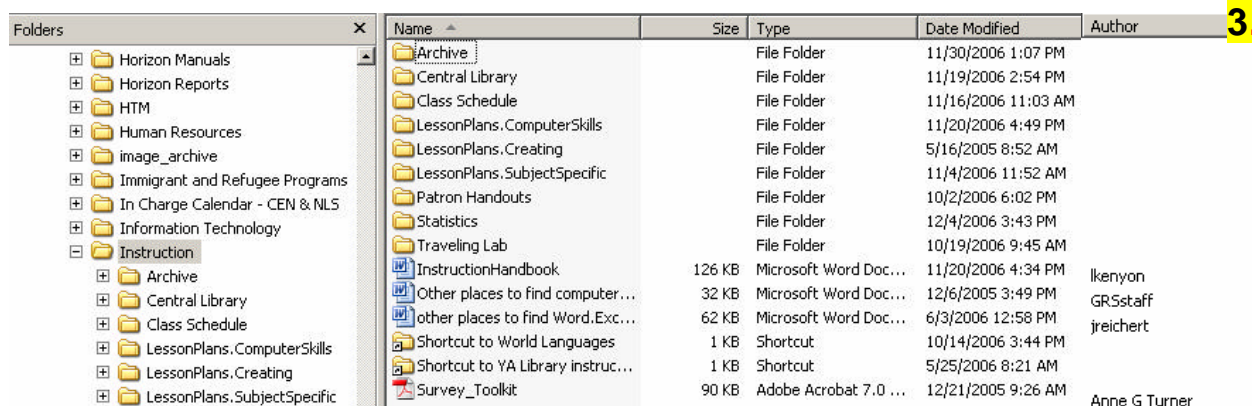 Folders ×
Horizon Manuals
Horizon Reports
HTM
Human Resources
image_archive
Immigrant and Refugee Programs
In Charge Calendar - CEN & NLS
Information Technology
Instruction
Archive
Central Library
Class Schedule
LessonPlans.ComputerSkills
LessonPlans.Creating
LessonPlans.SubjectSpecific
Name Size Type Date Modified Author 3.
Archive File Folder 11/30/2006 1:07 PM
Central Library File Folder 11/19/2006 2:54 PM
Class Schedule File Folder 11/16/2006 11:03 AM
LessonPlans.ComputerSkills File Folder 11/20/2006 4:49 PM
LessonPlans.Creating File Folder 5/16/2005 8:52 AM
LessonPlans.SubjectSpecific File Folder 11/4/2006 11:52 AM
Patron Handouts File Folder 10/2/2006 6:02 PM
Statistics File Folder 12/4/2006 3:43 PM
Traveling Lab File Folder 10/19/2006 9:45 AM
InstructionHandbook 126 KB Microsoft Word Doc... 11/20/2006 4:34 PM lkenyon
Other places to find computer... 32 KB Microsoft Word Doc... 12/6/2005 3:49 PM GRSstaff
other places to find Word.Exc... 62 KB Microsoft Word Doc... 6/3/2006 12:58 PM jreichert
Shortcut to World Languages 1 KB Shortcut 10/14/2006 3:44 PM
Shortcut to YA Library instruc... 1 KB Shortcut 5/25/2006 8:21 AM
Survey_Toolkit 90 KB Adobe Acrobat 7.0 ... 12/21/2005 9:26 AM Anne G Turner